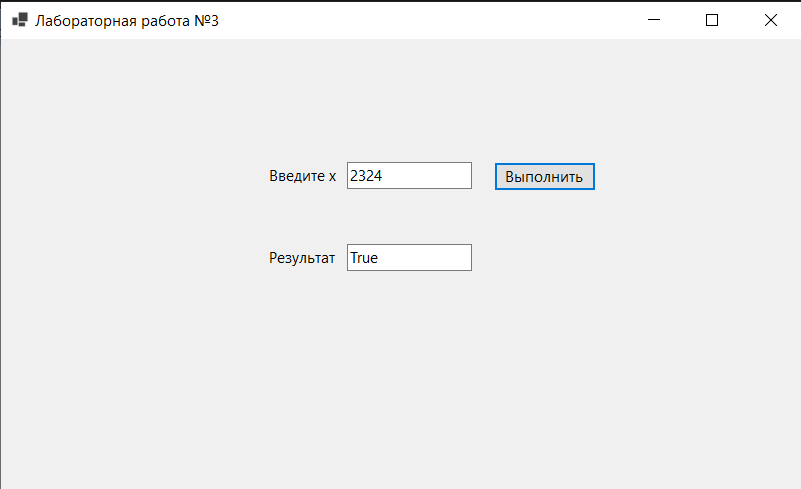 Лабораторная работа №3
Введите x 2324 Выполнить
Результат True